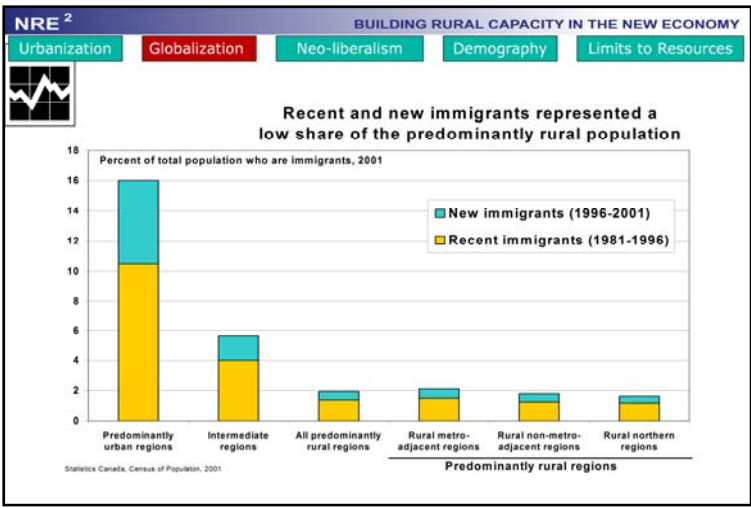 NRE 2
BUILDING RURAL CAPACITY IN THE NEW ECONOMY
Urbanization
Globalization
Neo-liberalism
Demography
Limits to Resources
Recent and new immigrants represented a
low share of the predominantly rural population
Percent of total population who are immigrants, 2001
18
16
14
12
10
8
6
4
2
0
New immigrants (1996-2001)
Recent immigrants (1981-1996)
Predominantly
urban regions
Intermediate
regions
All predominantly
rural regions
Rural metro-
adjacent regions
Rural non-metro-
adjacent regions
Rural northern
regions
Predominantly rural regions
Statistics Canada, Census of Population, 2001